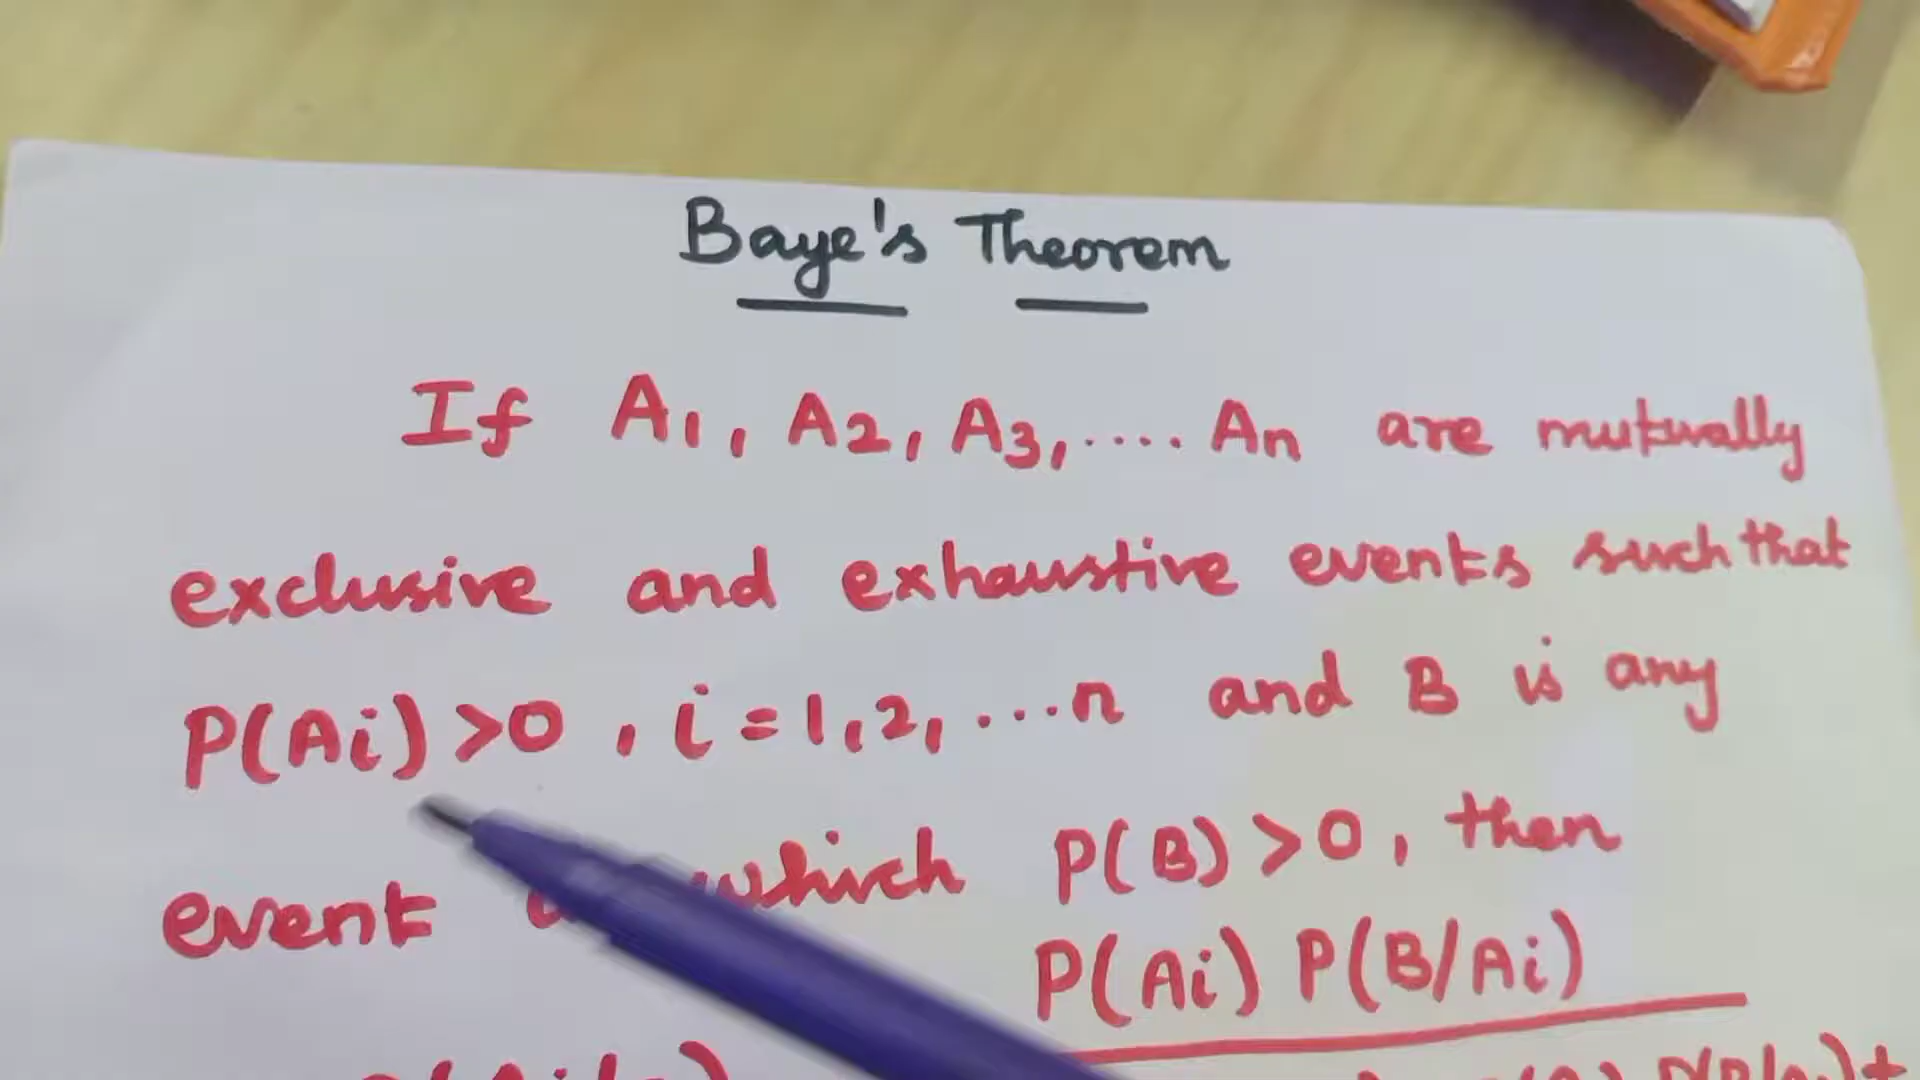 Baye's Theorem
If A1, A2, A3, .... An are mutually
exclusive and exhaustive events such that
P(Ai) >0 , i = 1, 2, ...n and B is any
event which P(B) >0, then
P(Ai) P(B/Ai)